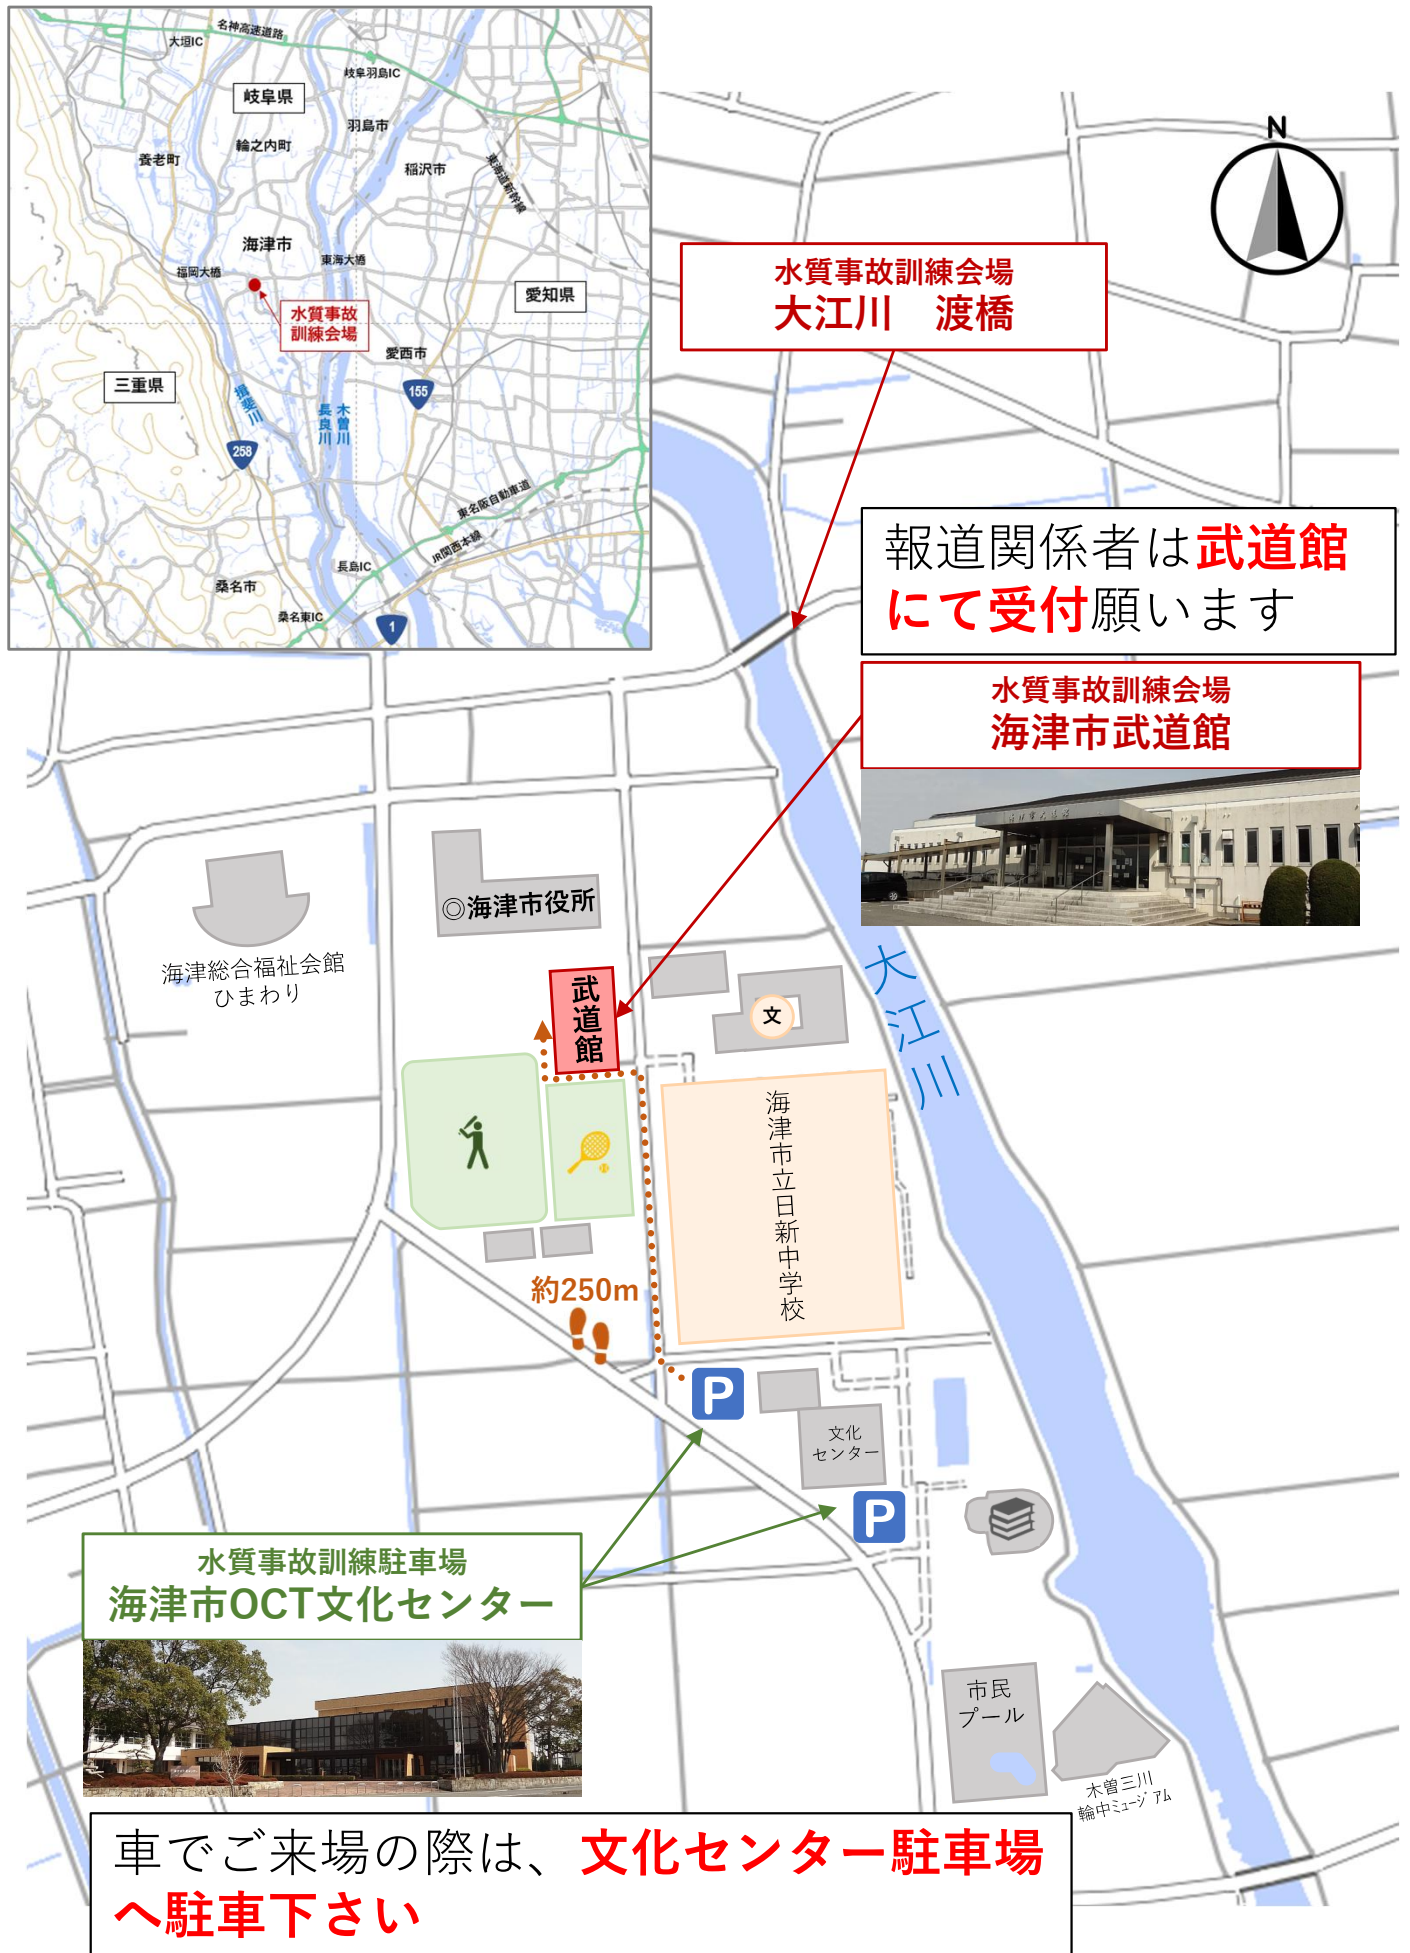 名神高速道路
大垣IC
岐阜羽島IC
岐阜県
羽島市
輪之内町
養老町
稲沢市
東海道新幹線
海津市
福岡大橋
東海大橋
愛知県
水質事故
訓練会場
愛西市
三重県
155
揖斐川
長良川
木曽川
258
東名阪自動車道
JR関西本線
長島IC
桑名市
桑名東IC
1
N
水質事故訓練会場
大江川　渡橋
報道関係者は武道館
にて受付願います
水質事故訓練会場
海津市武道館
◎海津市役所
海津総合福祉会館
ひまわり
武道館
文
大江川
海津市立日新中学校
約250m
P
文化
センター
P
水質事故訓練駐車場
海津市OCT文化センター
市民
プール
木曽三川
輪中ミュージアム
車でご来場の際は、文化センター駐車場
へ駐車下さい